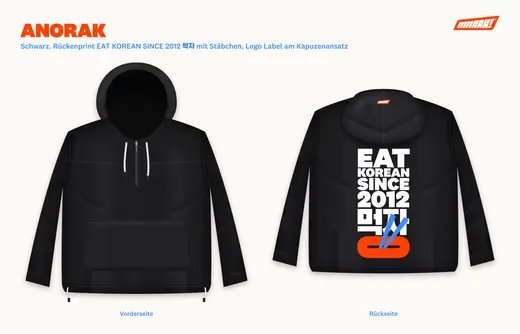 ANORAK
Schwarz. Rückenprint EAT KOREAN SINCE 2012 먹자 mit Stäbchen, Logo Label am Kapuzenansatz
MMAAH!
EAT
KOREAN
SINCE
2012
먹자
Vorderseite
Rückseite